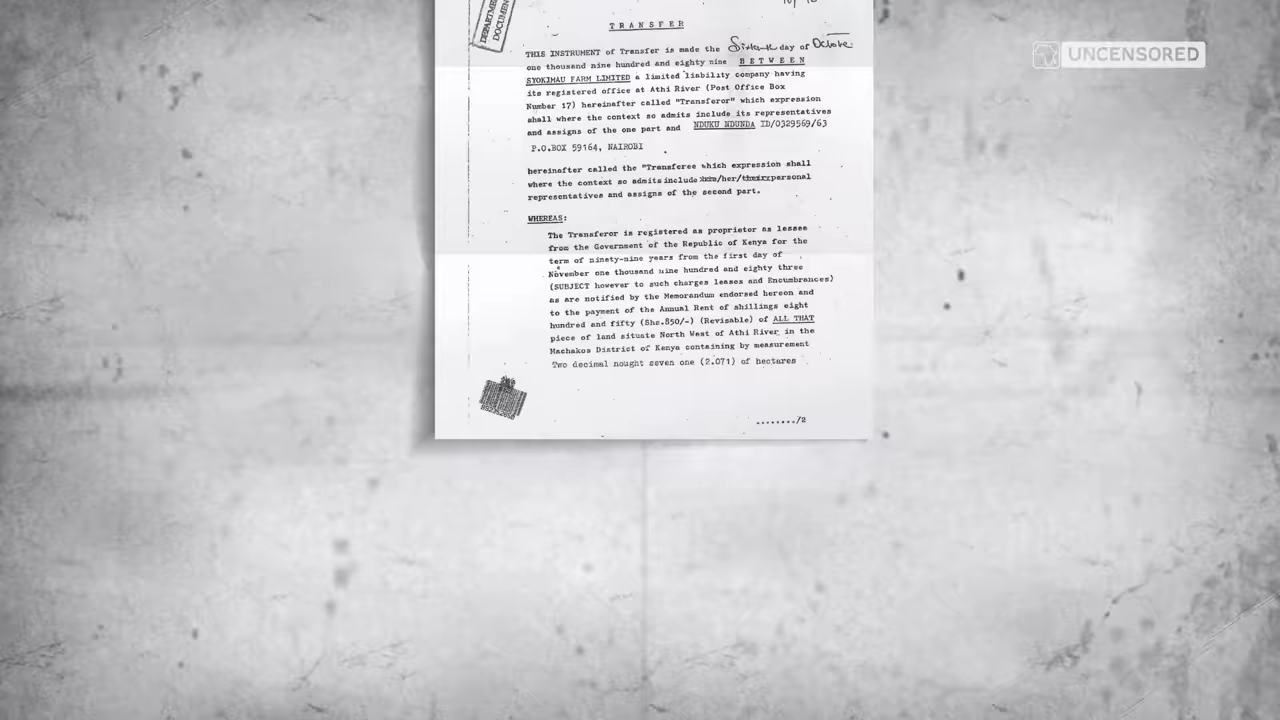 DOCUMEN
TRANSFER
THIS INSTRUMENT of Transfer is made the Sixteenth day of October
one thousand nine hundred and eighty nine BETWEEN
SYOKIMAU FARM LIMITED a limited liability company having
its registered office at Athi River (Post Office Box
Number 17) hereinafter called "Transferor" which expression
shall where the context so admits include its representatives
and assigns of the one part and NDUKU NDUNDA ID/0329569/63
P.O.BOX 59164, NAIROBI
hereinafter called the "Transferee which expression shall
where the context so admits include his/her/their personal
representatives and assigns of the second part.
WHEREAS:
The Transferor is registered as proprietor as lessee
from the Government of the Republic of Kenya for the
term of ninety-nine years from the first day of
November one thousand nine hundred and eighty three
(SUBJECT however to such charges leases and Encumbrances)
as are notified by the Memorandum endorsed hereon and
to the payment of the Annual Rent of shillings eight
hundred and fifty (Shs.850/-) (Revisable) of ALL THAT
piece of land situate North West of Athi River in the
Machakos District of Kenya containing by measurement
Two decimal nought seven one (2.071) of hectares
......../2
UNCENSORED